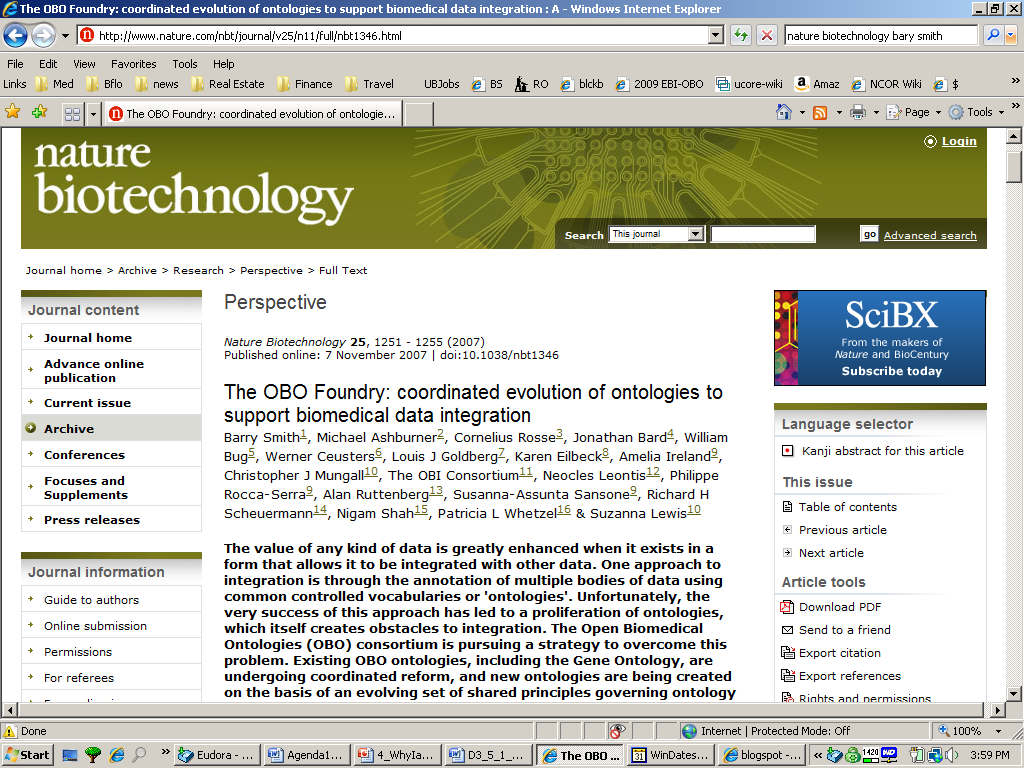 The OBO Foundry: coordinated evolution of ontologies to support biomedical data integration : A - Windows Internet Explorer
http://www.nature.com/nbt/journal/v25/n11/full/nbt1346.html
nature biotechnology bary smith
File Edit View Favorites Tools Help
Links Med Bflo news Real Estate Finance Travel UBJobs BS RO blckb 2009 EBI-OBO ucore-wiki Amaz NCOR Wiki $ »
The OBO Foundry: coordinated evolution of ontologie...
Page Tools »
nature
biotechnology
Login
Search This journal go Advanced search
Journal home > Archive > Research > Perspective > Full Text
Journal content
Journal home
Advance online
publication
Current issue
Archive
Conferences
Focuses and
Supplements
Press releases
Journal information
Guide to authors
Online submission
Permissions
For referees
Perspective
Nature Biotechnology 25, 1251 - 1255 (2007)
Published online: 7 November 2007 | doi:10.1038/nbt1346
The OBO Foundry: coordinated evolution of ontologies to
support biomedical data integration
Barry Smith1, Michael Ashburner2, Cornelius Rosse3, Jonathan Bard4, William
Bug5, Werner Ceusters6, Louis J Goldberg7, Karen Eilbeck8, Amelia Ireland9,
Christopher J Mungall10, The OBI Consortium11, Neocles Leontis12, Philippe
Rocca-Serra9, Alan Ruttenberg13, Susanna-Assunta Sansone9, Richard H
Scheuermann14, Nigam Shah15, Patricia L Whetzel16 & Suzanna Lewis10
The value of any kind of data is greatly enhanced when it exists in a
form that allows it to be integrated with other data. One approach to
integration is through the annotation of multiple bodies of data using
common controlled vocabularies or 'ontologies'. Unfortunately, the
very success of this approach has led to a proliferation of ontologies,
which itself creates obstacles to integration. The Open Biomedical
Ontologies (OBO) consortium is pursuing a strategy to overcome this
problem. Existing OBO ontologies, including the Gene Ontology, are
undergoing coordinated reform, and new ontologies are being created
on the basis of an evolving set of shared principles governing ontology
SciBX
From the makers of
Nature and BioCentury
Subscribe today
Language selector
Kanji abstract for this article
This issue
Table of contents
Previous article
Next article
Article tools
Download PDF
Send to a friend
Export citation
Export references
Rights and permissions
Done
Internet | Protected Mode: Off
100%
Start » Eudora - ... Agenda1... 4_WhyIa... D3_5_1_... The OBO ... WinDates... blogspot -... « 1420 3:59 PM